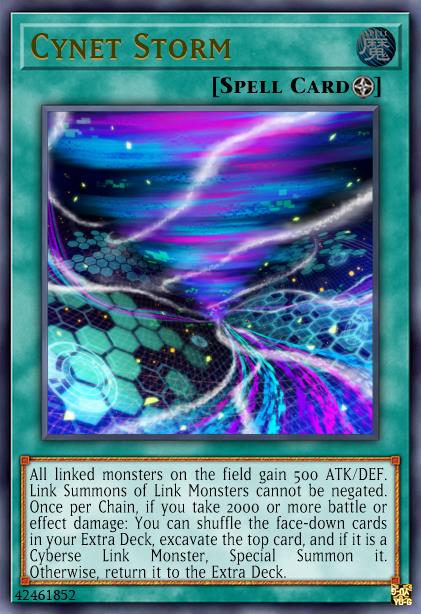 Cynet Storm
魔
[Spell Card]
All linked monsters on the field gain 500 ATK/DEF.
Link Summons of Link Monsters cannot be negated.
Once per Chain, if you take 2000 or more battle or
effect damage: You can shuffle the face-down cards
in your Extra Deck, excavate the top card, and if it is a
Cyberse Link Monster, Special Summon it.
Otherwise, return it to the Extra Deck.
42461852